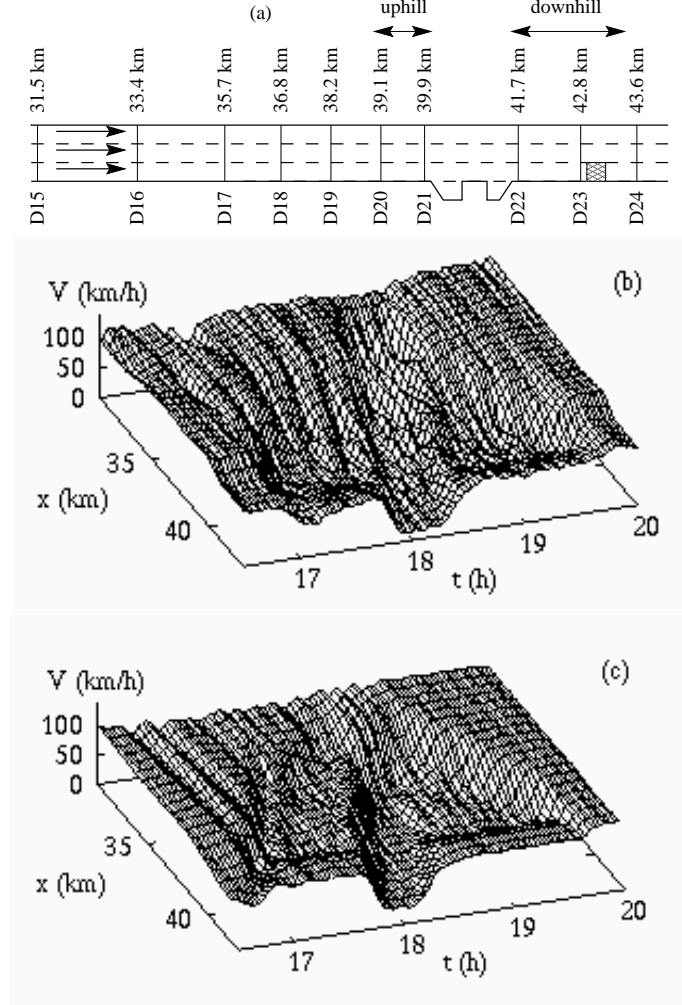 (a)
uphill
downhill
31.5 km
33.4 km
35.7 km
36.8 km
38.2 km
39.1 km
39.9 km
41.7 km
42.8 km
43.6 km
D15
D16
D17
D18
D19
D20
D21
D22
D23
D24
(b)
V (km/h)
100
50
0
35
x (km)
40
17
18
19
20
t (h)
(c)
V (km/h)
100
50
0
35
x (km)
40
17
18
19
20
t (h)